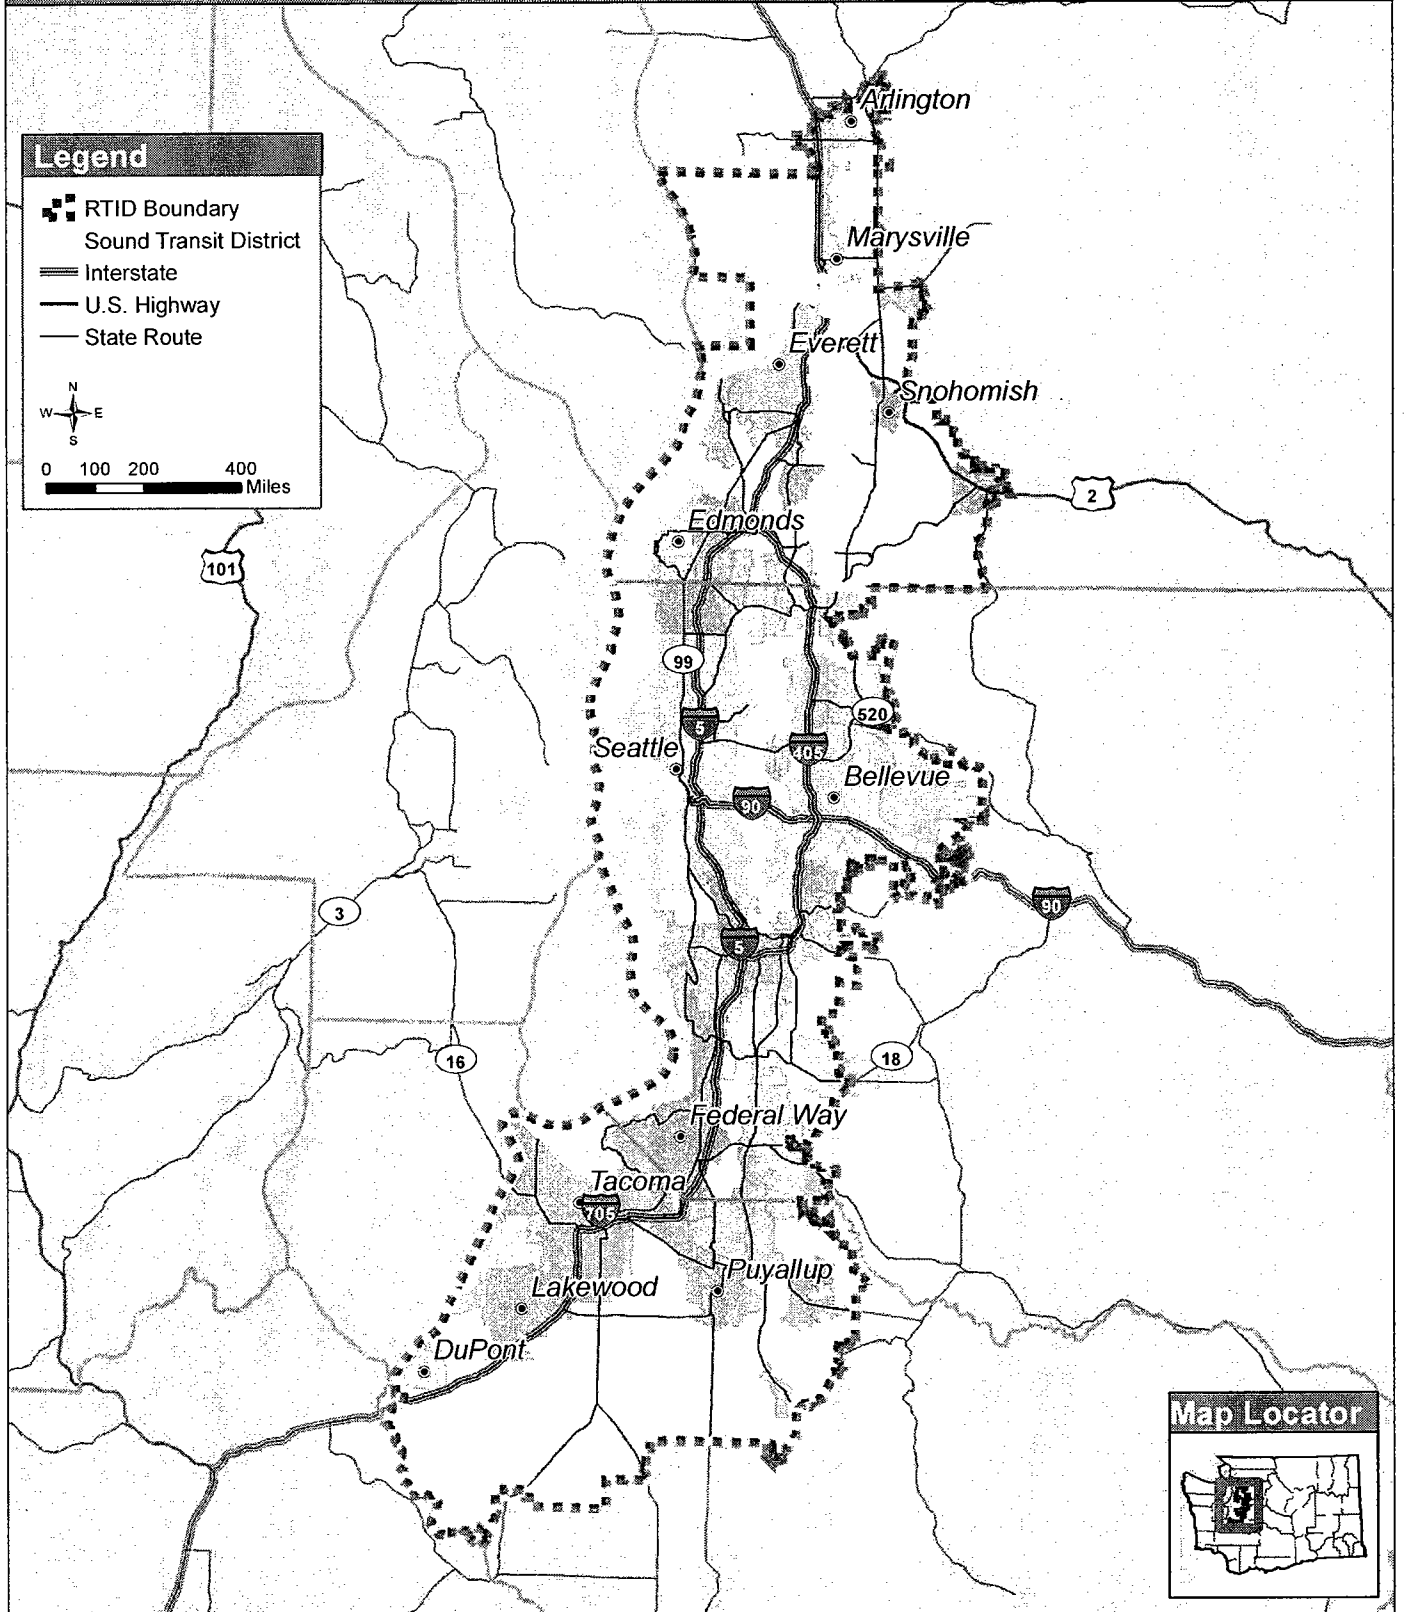 Arlington
Legend
RTID Boundary
Sound Transit District
Interstate
U.S. Highway
State Route
N
W E
S
0 100 200 400
Miles
Marysville
Everett
Snohomish
2
Edmonds
101
99
520
5
405
Seattle
Bellevue
90
3
90
5
16
18
Federal Way
Tacoma
705
Puyallup
Lakewood
DuPont
Map Locator